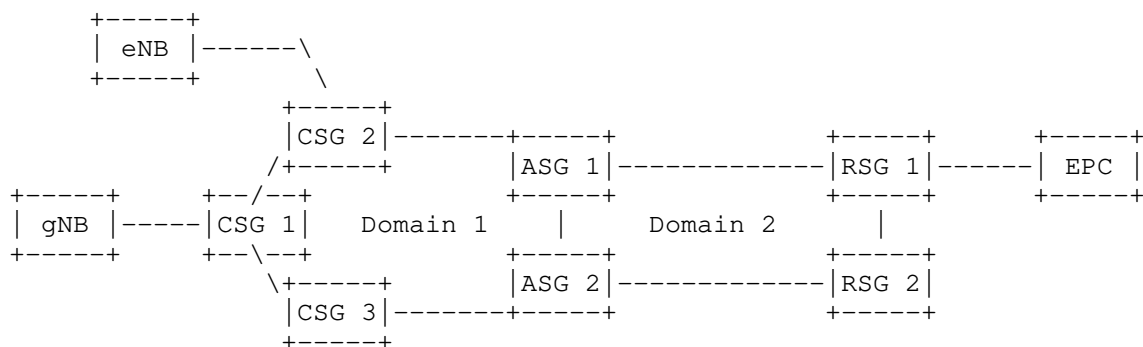 eNB
CSG 2
ASG 1
RSG 1
EPC
gNB
CSG 1
Domain 1
Domain 2
ASG 2
RSG 2
CSG 3